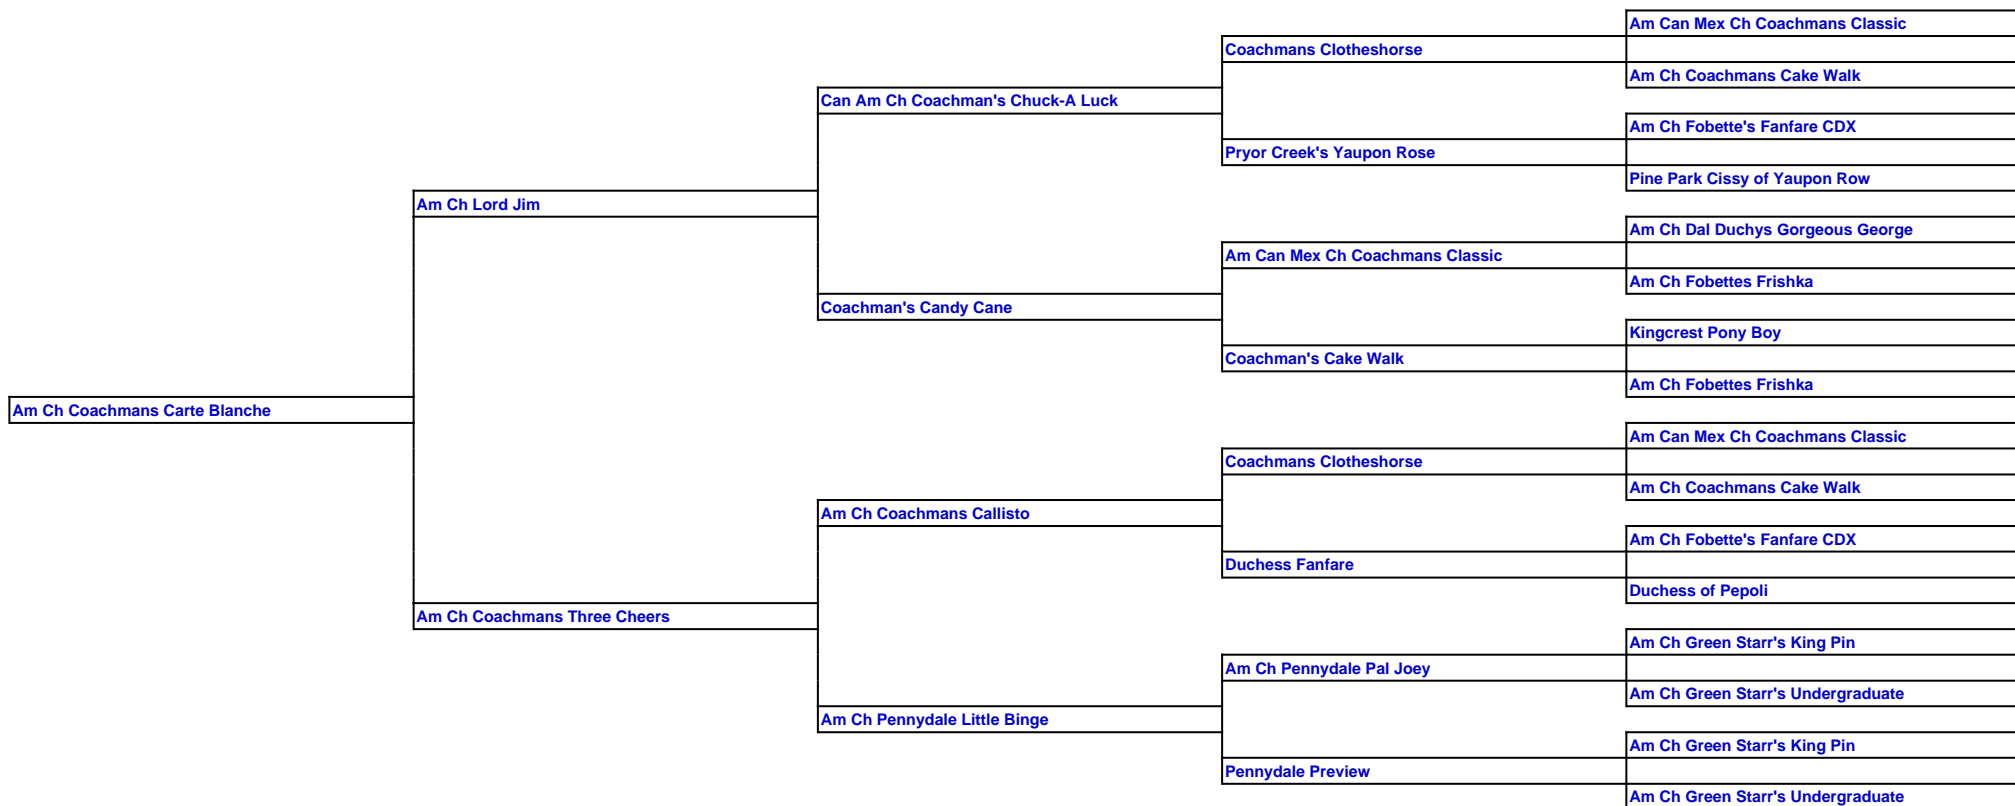 Am Can Mex Ch Coachmans Classic
Coachmans Clotheshorse
Am Ch Coachmans Cake Walk
Can Am Ch Coachman's Chuck-A Luck
Am Ch Fobette's Fanfare CDX
Pryor Creek's Yaupon Rose
Pine Park Cissy of Yaupon Row
Am Ch Lord Jim
Am Ch Dal Duchys Gorgeous George
Am Can Mex Ch Coachmans Classic
Am Ch Fobettes Frishka
Coachman's Candy Cane
Kingcrest Pony Boy
Coachman's Cake Walk
Am Ch Fobettes Frishka
Am Ch Coachmans Carte Blanche
Am Can Mex Ch Coachmans Classic
Coachmans Clotheshorse
Am Ch Coachmans Cake Walk
Am Ch Coachmans Callisto
Am Ch Fobette's Fanfare CDX
Duchess Fanfare
Duchess of Pepoli
Am Ch Coachmans Three Cheers
Am Ch Green Starr's King Pin
Am Ch Pennydale Pal Joey
Am Ch Green Starr's Undergraduate
Am Ch Pennydale Little Binge
Am Ch Green Starr's King Pin
Pennydale Preview
Am Ch Green Starr's Undergraduate